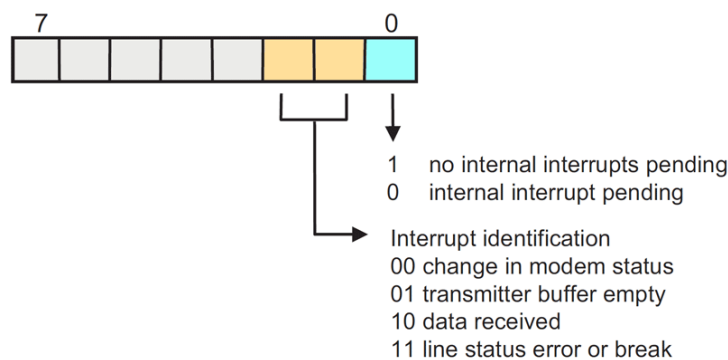 7 0
1 no internal interrupts pending
0 internal interrupt pending
Interrupt identification
00 change in modem status
01 transmitter buffer empty
10 data received
11 line status error or break